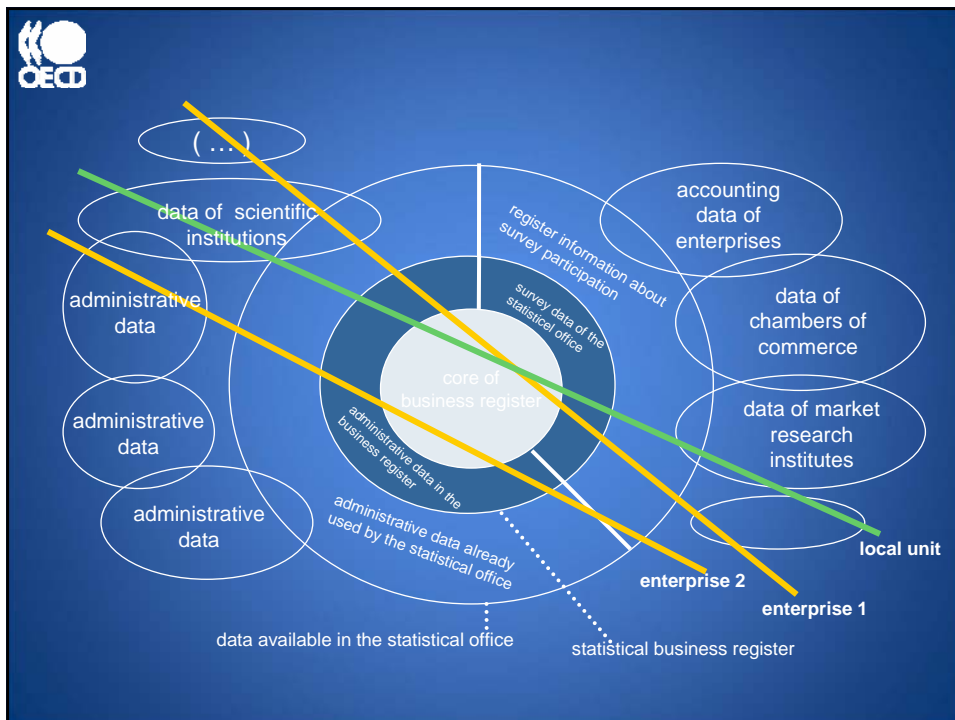 OECD
( ... )
data of scientific
institutions
administrative
data
administrative
data
administrative
data
register information about
survey participation
survey data of the
statisticel office
core of
business register
administrative data in the
business register
administrative data already
used by the statistical office
accounting
data of
enterprises
data of
chambers of
commerce
data of market
research
institutes
local unit
enterprise 2
enterprise 1
data available in the statistical office
statistical business register